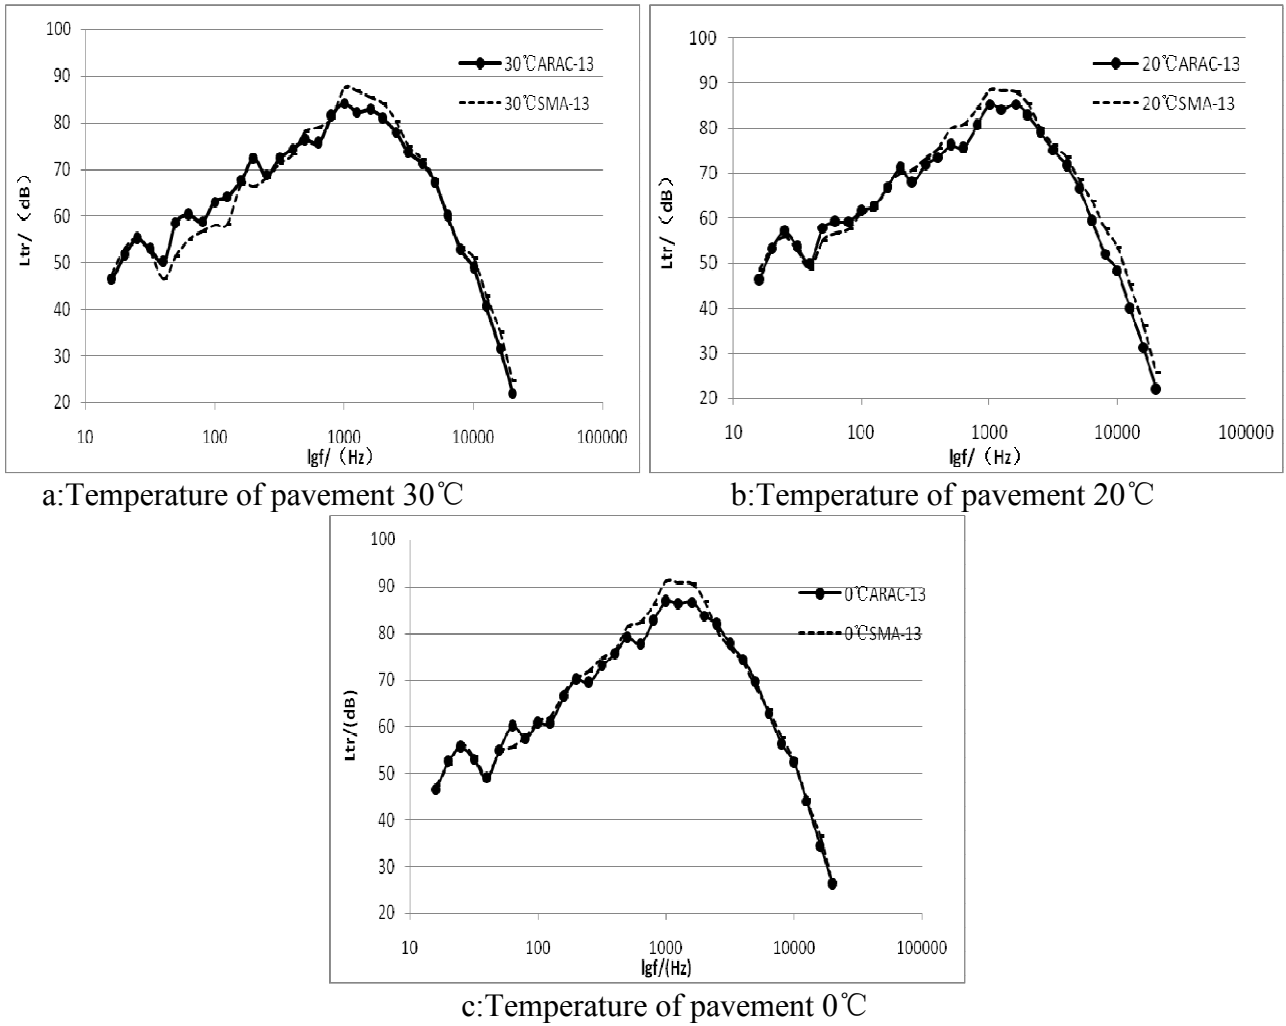 100
90
80
70
60
50
40
30
20
Ltr/（dB）
10
100
1000
10000
100000
lgf/（Hz）
30℃ARAC-13
30℃SMA-13
a:Temperature of pavement 30℃
100
90
80
70
60
50
40
30
20
Ltr/（dB）
10
100
1000
10000
100000
lgf/（Hz）
20℃ARAC-13
20℃SMA-13
b:Temperature of pavement 20℃
100
90
80
70
60
50
40
30
20
Ltr/(dB)
10
100
1000
10000
100000
lgf/(Hz)
0℃ARAC-13
0℃SMA-13
c:Temperature of pavement 0℃